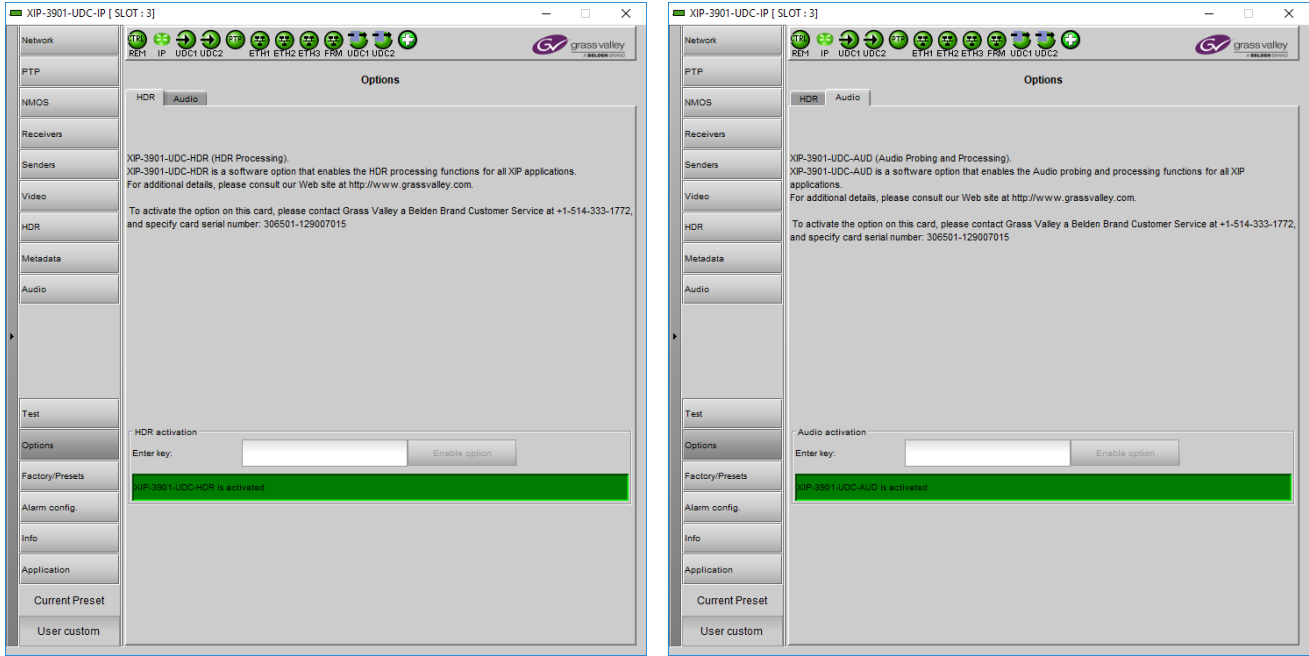 XIP-3901-UDC-IP [ SLOT : 3]
Network
PTP
NMOS
Receivers
Senders
Video
HDR
Metadata
Audio
Test
Options
Factory/Presets
Alarm config.
Info
Application
Current Preset
User custom
CTRL PTP
REM IP UDC1 UDC2 ETH1 ETH2 ETH3 FRM UDC1 UDC2
GV grass valley
A BELDEN BRAND
Options
HDR Audio
XIP-3901-UDC-HDR (HDR Processing).
XIP-3901-UDC-HDR is a software option that enables the HDR processing functions for all XIP applications.
For additional details, please consult our Web site at http://www.grassvalley.com.
To activate the option on this card, please contact Grass Valley a Belden Brand Customer Service at +1-514-333-1772,
and specify card serial number: 306501-129007015
HDR activation
Enter key:
Enable option
XIP-3901-UDC-HDR is activated
XIP-3901-UDC-IP [ SLOT : 3]
Network
PTP
NMOS
Receivers
Senders
Video
HDR
Metadata
Audio
Test
Options
Factory/Presets
Alarm config.
Info
Application
Current Preset
User custom
CTRL PTP
REM IP UDC1 UDC2 ETH1 ETH2 ETH3 FRM UDC1 UDC2
GV grass valley
A BELDEN BRAND
Options
HDR Audio
XIP-3901-UDC-AUD (Audio Probing and Processing).
XIP-3901-UDC-AUD is a software option that enables the Audio probing and processing functions for all XIP
applications.
For additional details, please consult our Web site at http://www.grassvalley.com.
To activate the option on this card, please contact Grass Valley a Belden Brand Customer Service at +1-514-333-1772,
and specify card serial number: 306501-129007015
Audio activation
Enter key:
Enable option
XIP-3901-UDC-AUD is activated